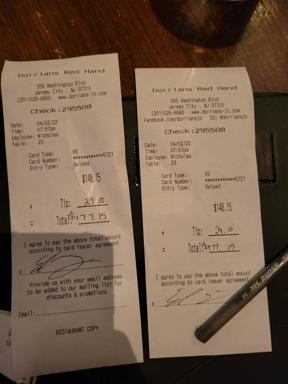 Dorrians Red Hand
555 Washington Blvd
Jersey City , NJ 07310
(201)626-6660 www.dorrians-jc.com
Check:295508
Date: 04/02/22
Time: 07:57pm
Employee: Nicholas
Table: 23
Card Type: VS
Card Number: ************5721
Entry Type: Swiped
$148.15
+ Tip: 29.00
= Total: $177.15
I agree to pay the above total amount
according to card issuer agreement
x
Provide us with your email address
to be added to our mailing list for
discounts & promotions
Email:
RESTAURANT COPY
Dorrians Red Hand
555 Washington Blvd
Jersey City , NJ 07310
(201)626-6660 www.dorrians-jc.com
Facebook.com/dorriansjc IG: @dorriansjc
Check:295508
Date: 04/02/22
Time: 07:57pm
Employee: Nicholas
Table: 23
Card Type: VS
Card Number: ************5721
Entry Type: Swiped
$148.15
+ Tip: 29.0
= Total: $177.15
I agree to pay the above total amount
according to card issuer agreement
x